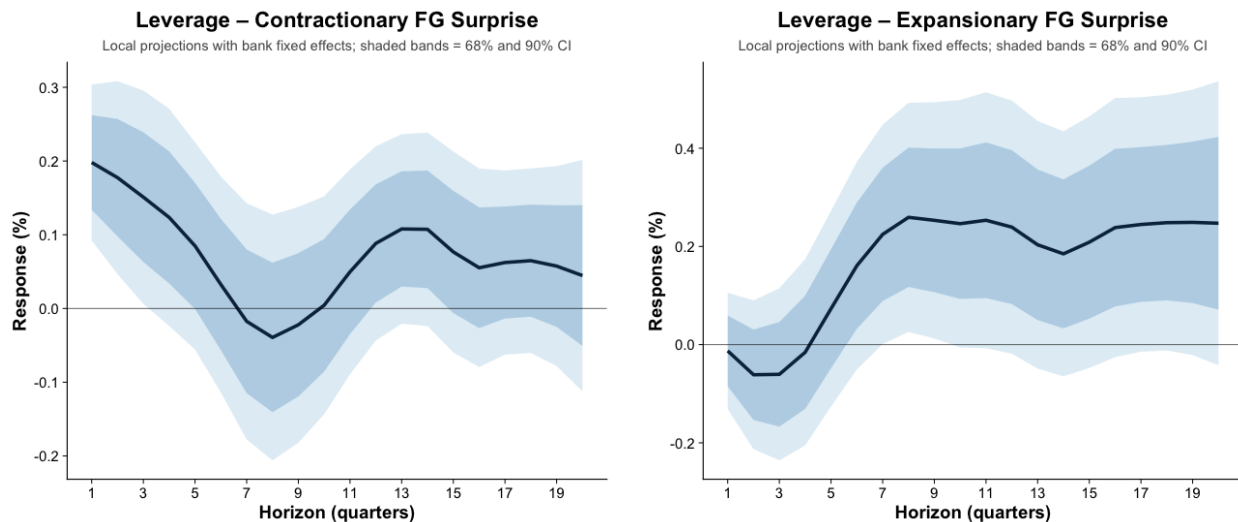 Leverage – Contractionary FG Surprise
Local projections with bank fixed effects; shaded bands = 68% and 90% CI
Response (%)
0.3
0.2
0.1
0.0
-0.1
-0.2
1 3 5 7 9 11 13 15 17 19
Horizon (quarters)
Leverage – Expansionary FG Surprise
Local projections with bank fixed effects; shaded bands = 68% and 90% CI
Response (%)
0.4
0.2
0.0
-0.2
1 3 5 7 9 11 13 15 17 19
Horizon (quarters)